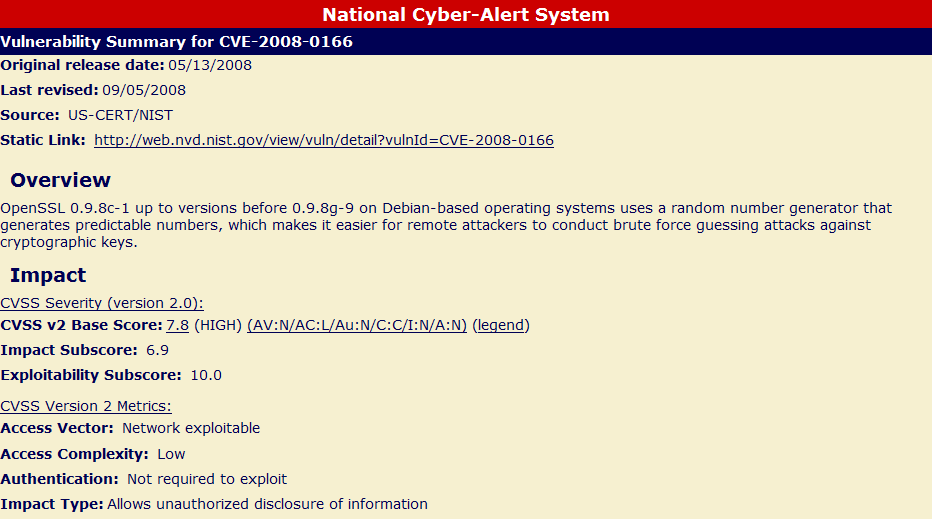 National Cyber-Alert System
Vulnerability Summary for CVE-2008-0166
Original release date: 05/13/2008
Last revised: 09/05/2008
Source: US-CERT/NIST
Static Link: http://web.nvd.nist.gov/view/vuln/detail?vulnId=CVE-2008-0166
Overview
OpenSSL 0.9.8c-1 up to versions before 0.9.8g-9 on Debian-based operating systems uses a random number generator that
generates predictable numbers, which makes it easier for remote attackers to conduct brute force guessing attacks against
cryptographic keys.
Impact
CVSS Severity (version 2.0):
CVSS v2 Base Score: 7.8 (HIGH) (AV:N/AC:L/Au:N/C:C/I:N/A:N) (legend)
Impact Subscore: 6.9
Exploitability Subscore: 10.0
CVSS Version 2 Metrics:
Access Vector: Network exploitable
Access Complexity: Low
Authentication: Not required to exploit
Impact Type: Allows unauthorized disclosure of information